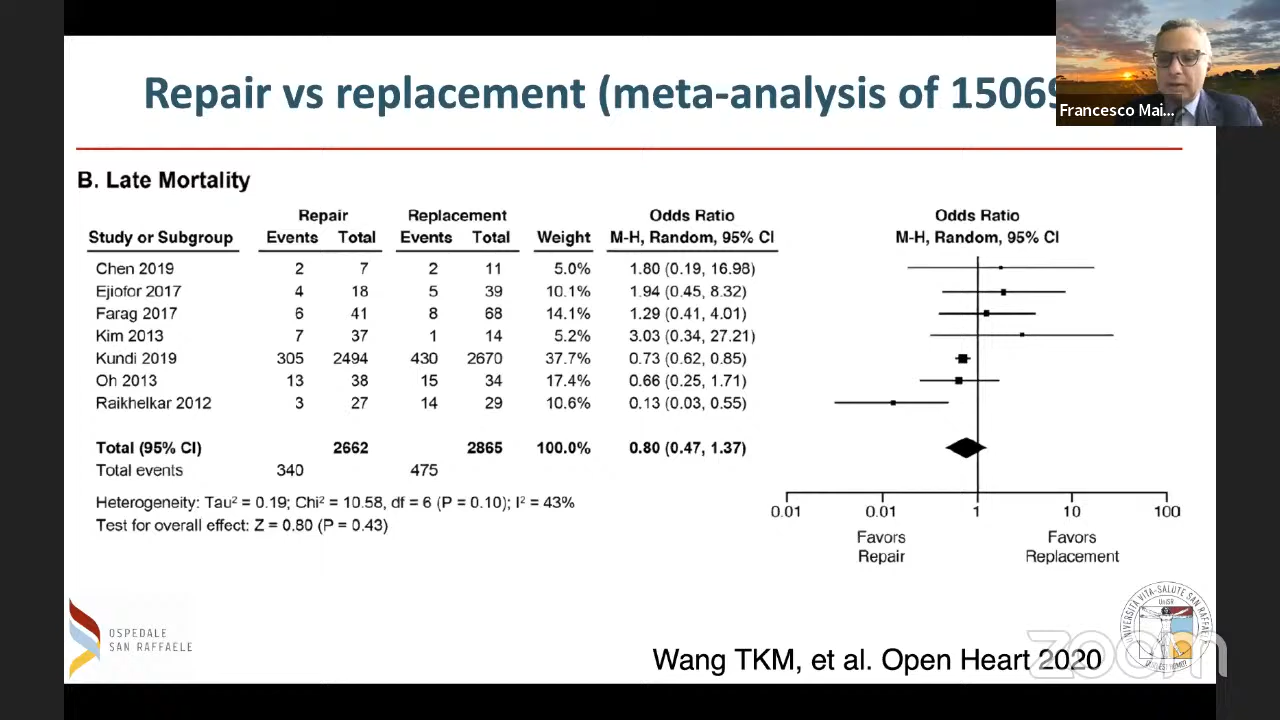 Repair vs replacement (meta-analysis of 15069
Francesco Mai...
B. Late Mortality
Repair Replacement Odds Ratio Odds Ratio
Study or Subgroup Events Total Events Total Weight M-H, Random, 95% CI M-H, Random, 95% CI
Chen 2019 2 7 2 11 5.0% 1.80 (0.19, 16.98)
Ejiofor 2017 4 18 5 39 10.1% 1.94 (0.45, 8.32)
Farag 2017 6 41 8 68 14.1% 1.29 (0.41, 4.01)
Kim 2013 7 37 1 14 5.2% 3.03 (0.34, 27.21)
Kundi 2019 305 2494 430 2670 37.7% 0.73 (0.62, 0.85)
Oh 2013 13 38 15 34 17.4% 0.66 (0.25, 1.71)
Raikhelkar 2012 3 27 14 29 10.6% 0.13 (0.03, 0.55)
Total (95% CI) 2662 2865 100.0% 0.80 (0.47, 1.37)
Total events 340 475
Heterogeneity: Tau² = 0.19; Chi² = 10.58, df = 6 (P = 0.10); I² = 43%
Test for overall effect: Z = 0.80 (P = 0.43)
0.01 0.01 1 10 100
Favors Favors
Repair Replacement
OSPEDALE
SAN RAFFAELE
UNIVERSITÀ VITA-SALUTE SAN RAFFAELE
UniSR
Wang TKM, et al. Open Heart 2020
zoom